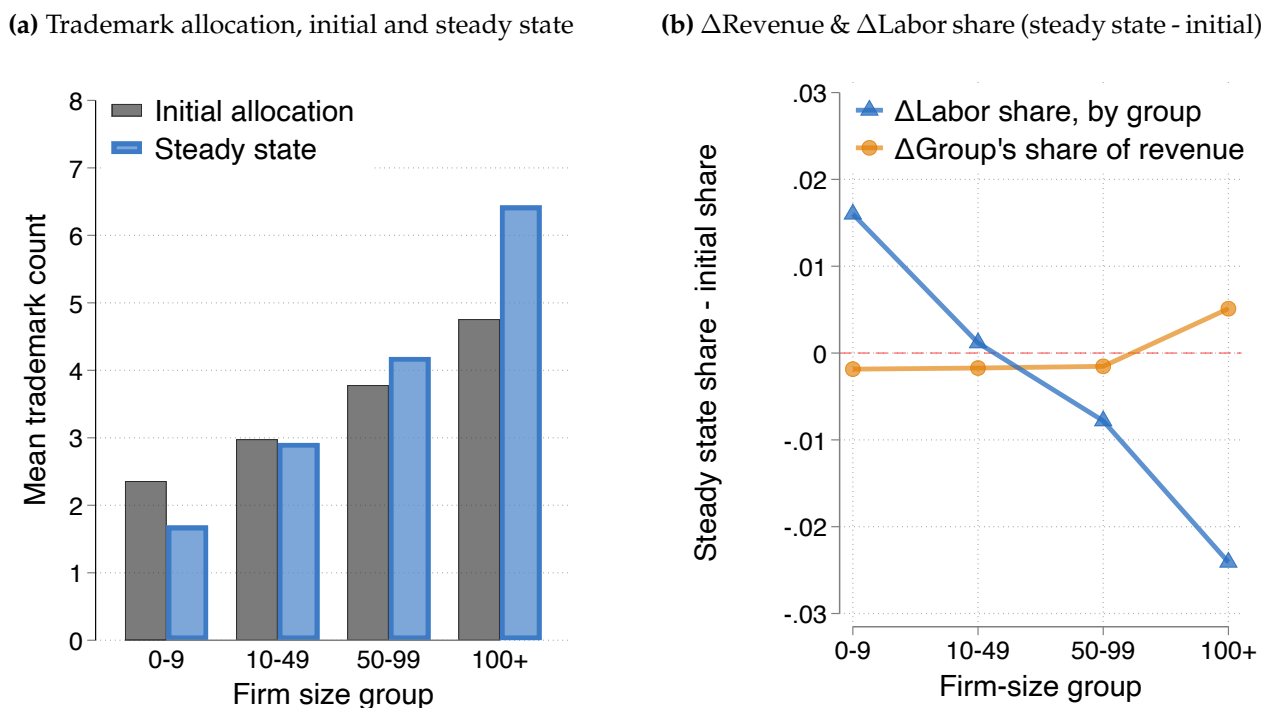 (a) Trademark allocation, initial and steady state
Mean trademark count
8
7
6
5
4
3
2
1
0
Initial allocation
Steady state
0-9
10-49
50-99
100+
Firm size group
(b) ΔRevenue & ΔLabor share (steady state - initial)
Steady state share - initial share
.03
.02
.01
0
-.01
-.02
-.03
ΔLabor share, by group
ΔGroup's share of revenue
0-9
10-49
50-99
100+
Firm-size group